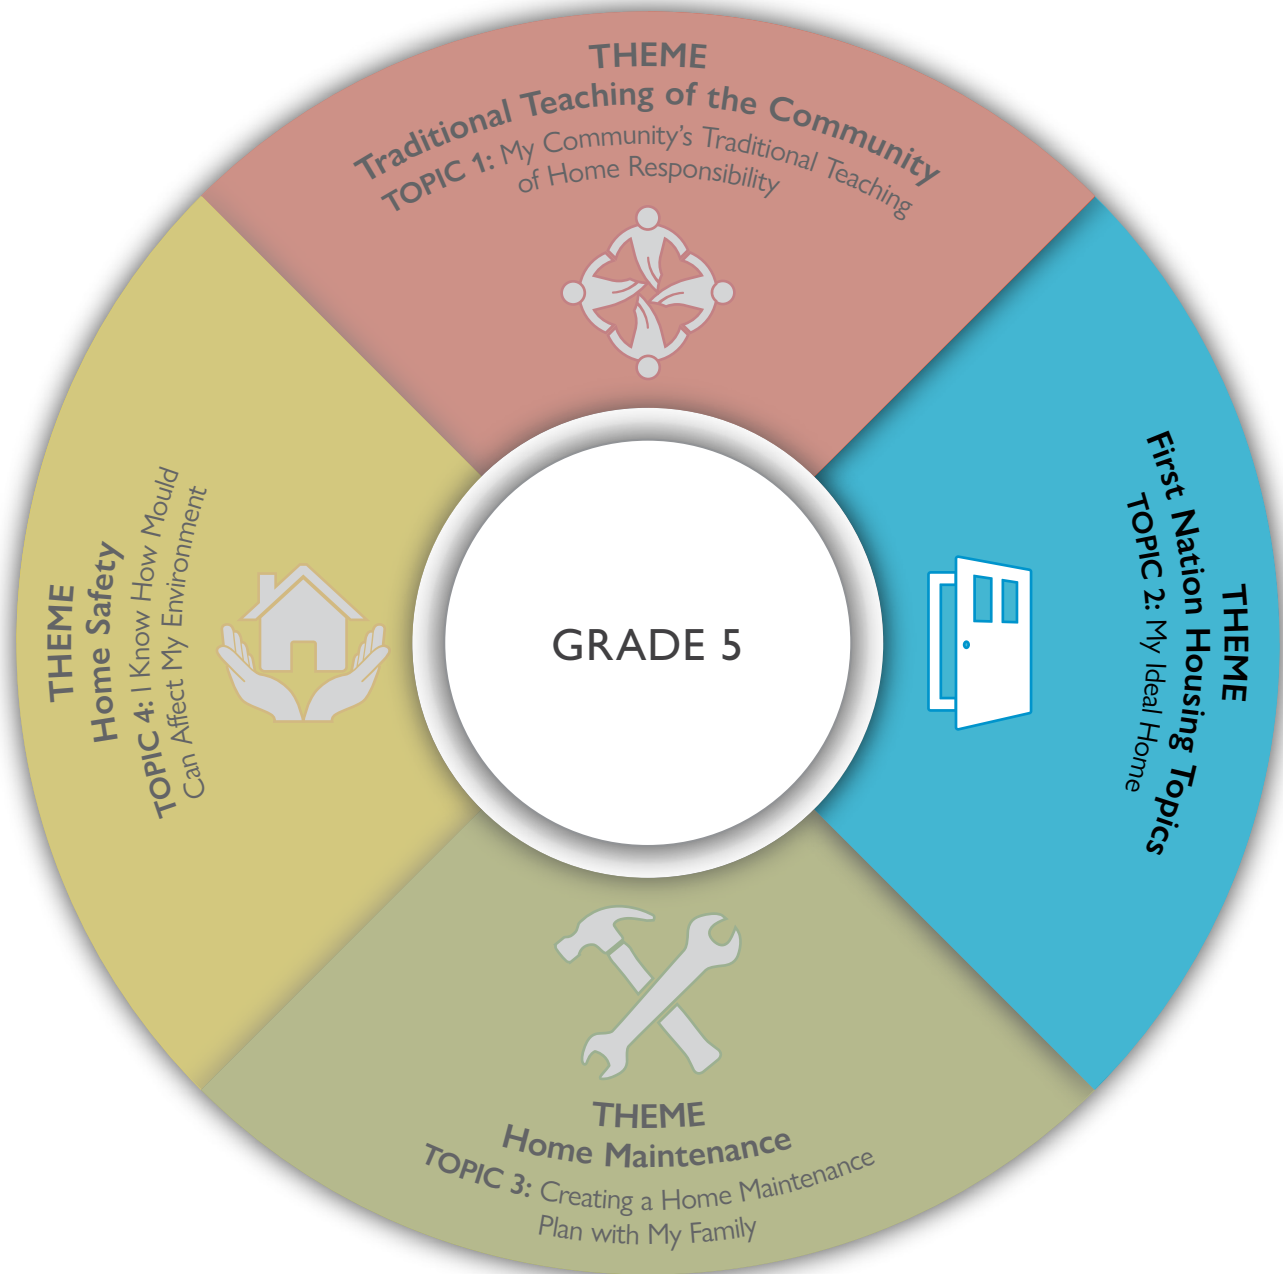 THEME
Traditional Teaching of the Community
TOPIC 1: My Community’s Traditional Teaching
of Home Responsibility
THEME
First Nation Housing Topics
TOPIC 2: My Ideal Home
GRADE 5
THEME
Home Maintenance
TOPIC 3: Creating a Home Maintenance
Plan with My Family
THEME
Home Safety
TOPIC 4: I Know How Mould
Can Affect My Environment